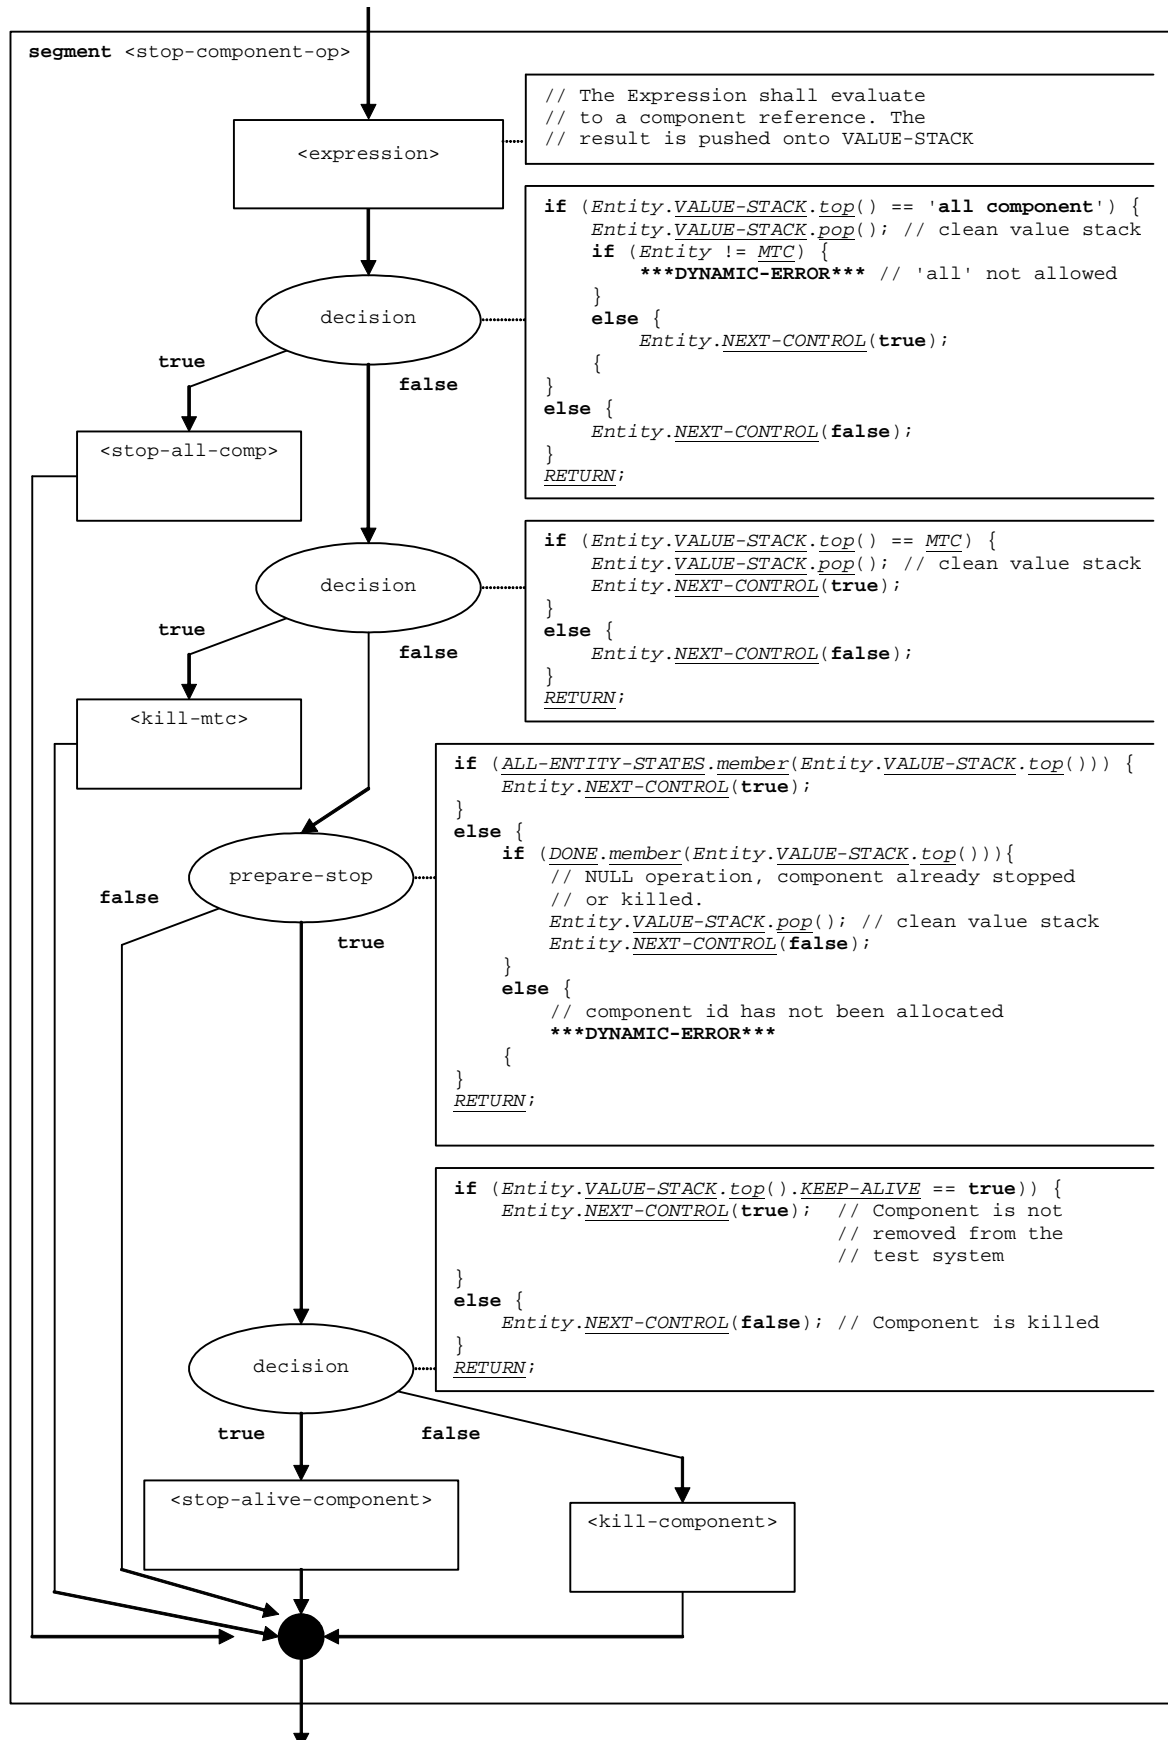 segment <stop-component-op>
// The Expression shall evaluate
// to a component reference. The
// result is pushed onto VALUE-STACK
<expression>
if (Entity.VALUE-STACK.top() == 'all component') {
Entity.VALUE-STACK.pop(); // clean value stack
if (Entity != MTC) {
***DYNAMIC-ERROR*** // 'all' not allowed
}
else {
Entity.NEXT-CONTROL(true);
{
}
else {
Entity.NEXT-CONTROL(false);
}
RETURN;
decision
true
false
<stop-all-comp>
if (Entity.VALUE-STACK.top() == MTC) {
Entity.VALUE-STACK.pop(); // clean value stack
Entity.NEXT-CONTROL(true);
}
else {
Entity.NEXT-CONTROL(false);
}
RETURN;
decision
true
false
<kill-mtc>
if (ALL-ENTITY-STATES.member(Entity.VALUE-STACK.top())) {
Entity.NEXT-CONTROL(true);
}
else {
if (DONE.member(Entity.VALUE-STACK.top())){
// NULL operation, component already stopped
// or killed.
Entity.VALUE-STACK.pop(); // clean value stack
Entity.NEXT-CONTROL(false);
}
else {
// component id has not been allocated
***DYNAMIC-ERROR***
{
}
RETURN;
prepare-stop
false
true
if (Entity.VALUE-STACK.top().KEEP-ALIVE == true)) {
Entity.NEXT-CONTROL(true); // Component is not
// removed from the
// test system
}
else {
Entity.NEXT-CONTROL(false); // Component is killed
}
RETURN;
decision
true
false
<stop-alive-component>
<kill-component>